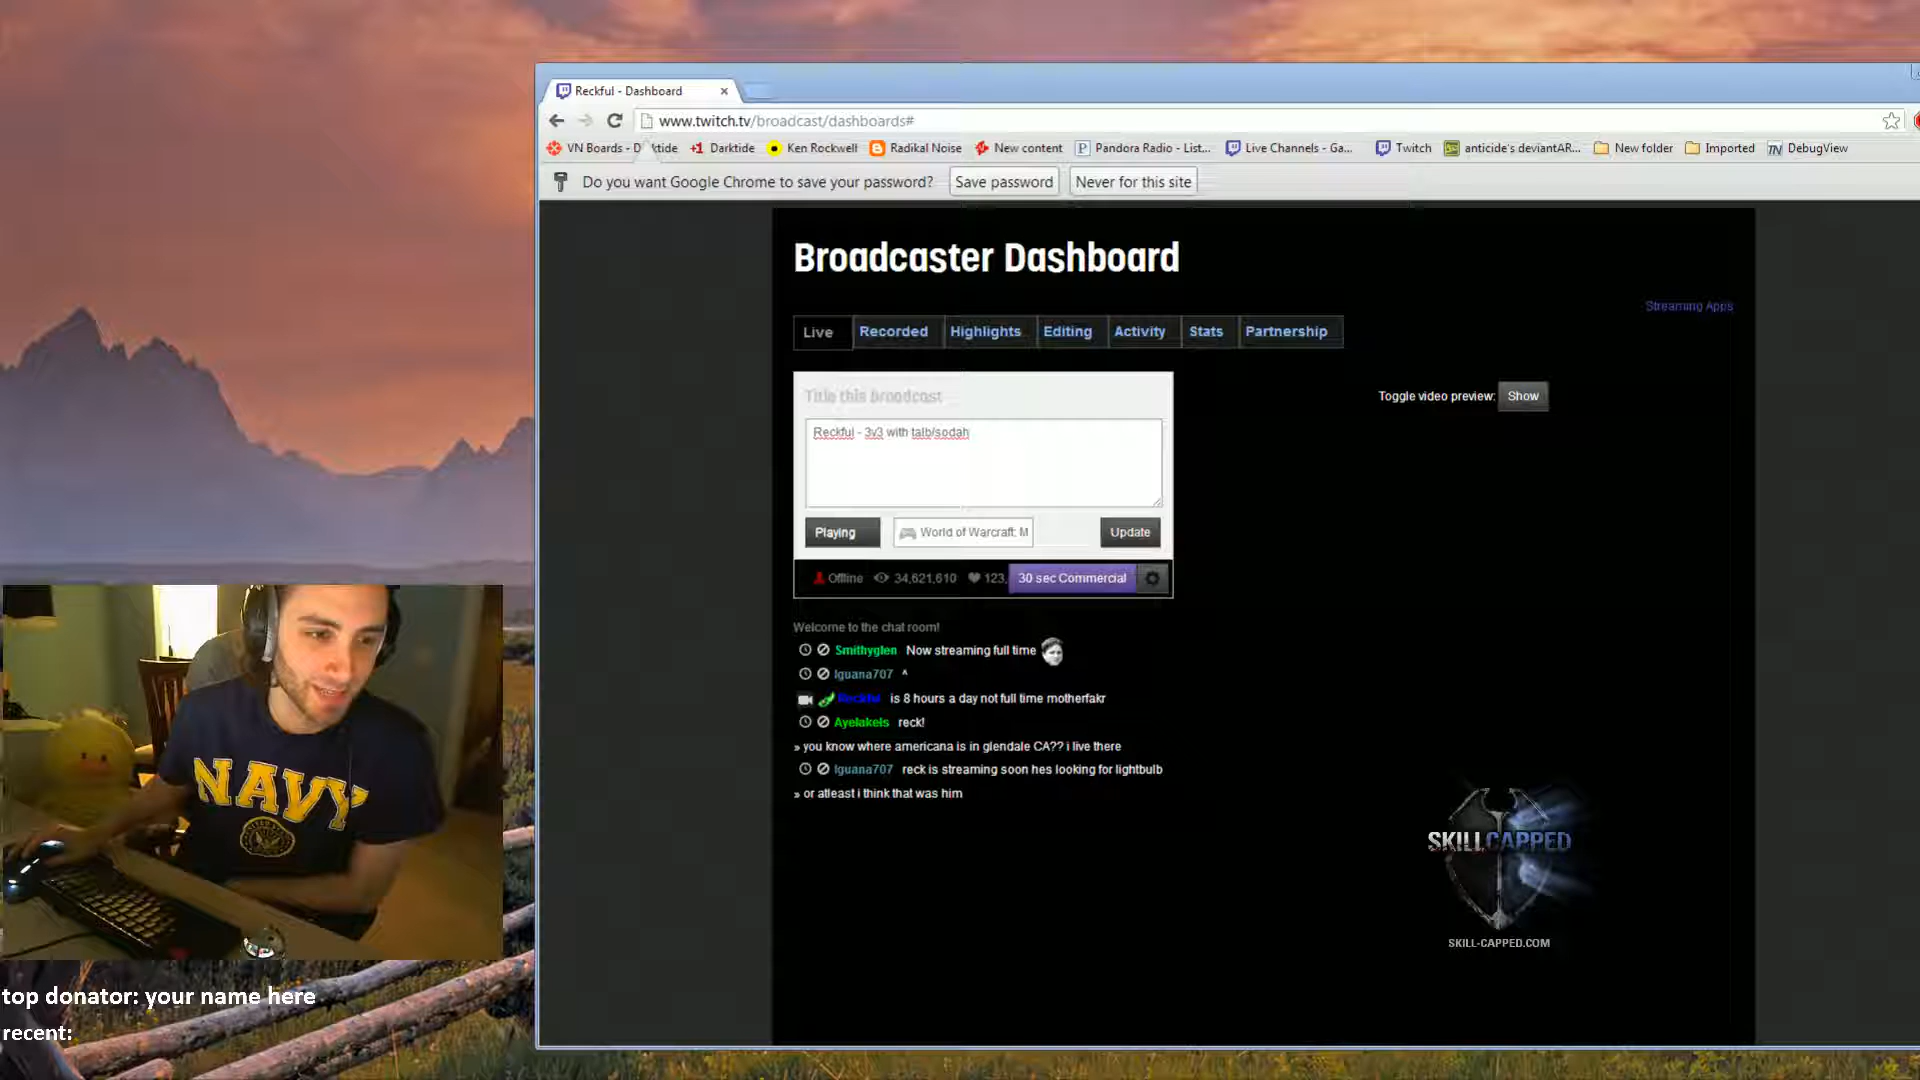 Reckful - Dashboard
www.twitch.tv/broadcast/dashboards#
VN Boards - D ktide
+1 Darktide
Ken Rockwell
Radikal Noise
New content
Pandora Radio - List...
Live Channels - Ga...
Twitch
anticide's deviantAR...
New folder
Imported
DebugView
Do you want Google Chrome to save your password?
Save password
Never for this site
Broadcaster Dashboard
Streaming Apps
Live
Recorded
Highlights
Editing
Activity
Stats
Partnership
Title this broadcast
Toggle video preview: Show
Reckful - 3v3 with talb/sodah
Playing
World of Warcraft: M
Update
Offline
34,621,610
123,
30 sec Commercial
Welcome to the chat room!
Smithyglen Now streaming full time
Iguana707 ^
Reckful is 8 hours a day not full time motherfakr
Ayelakels reck!
» you know where americana is in glendale CA?? i live there
Iguana707 reck is streaming soon hes looking for lightbulb
» or atleast i think that was him
NAVY
SKILLCAPPED
SKILL-CAPPED.COM
top donator: your name here
recent: